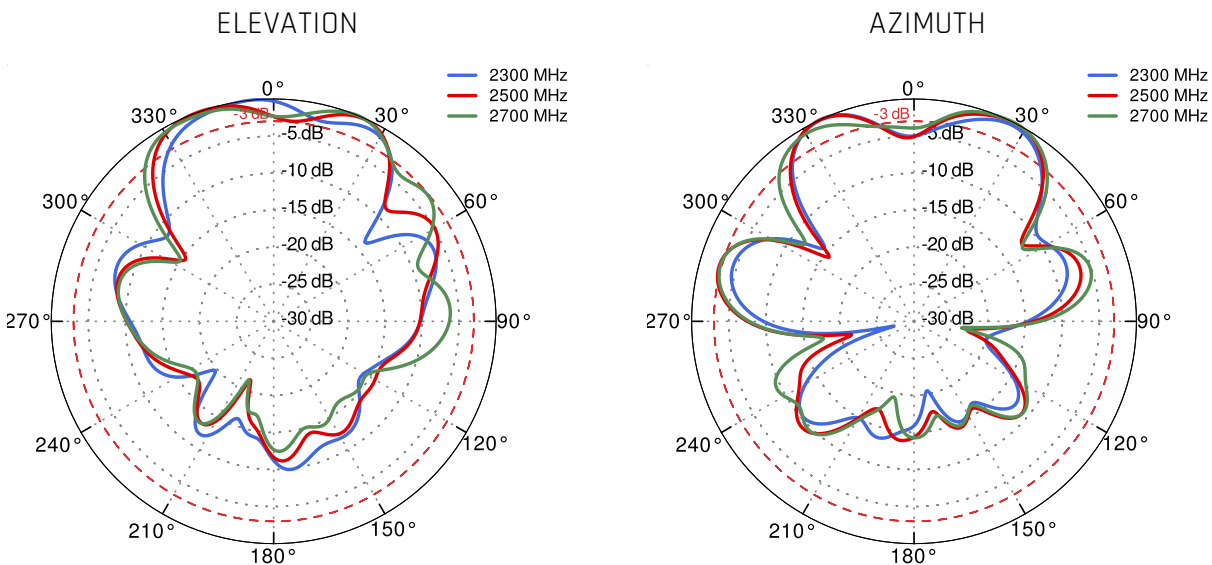 ELEVATION
2300 MHz
2500 MHz
2700 MHz
0°
30°
60°
90°
120°
150°
180°
210°
240°
270°
300°
330°
-3 dB
-5 dB
-10 dB
-15 dB
-20 dB
-25 dB
-30 dB
AZIMUTH
2300 MHz
2500 MHz
2700 MHz
0°
30°
60°
90°
120°
150°
180°
210°
240°
270°
300°
330°
-3 dB
5 dB
-10 dB
-15 dB
-20 dB
-25 dB
-30 dB